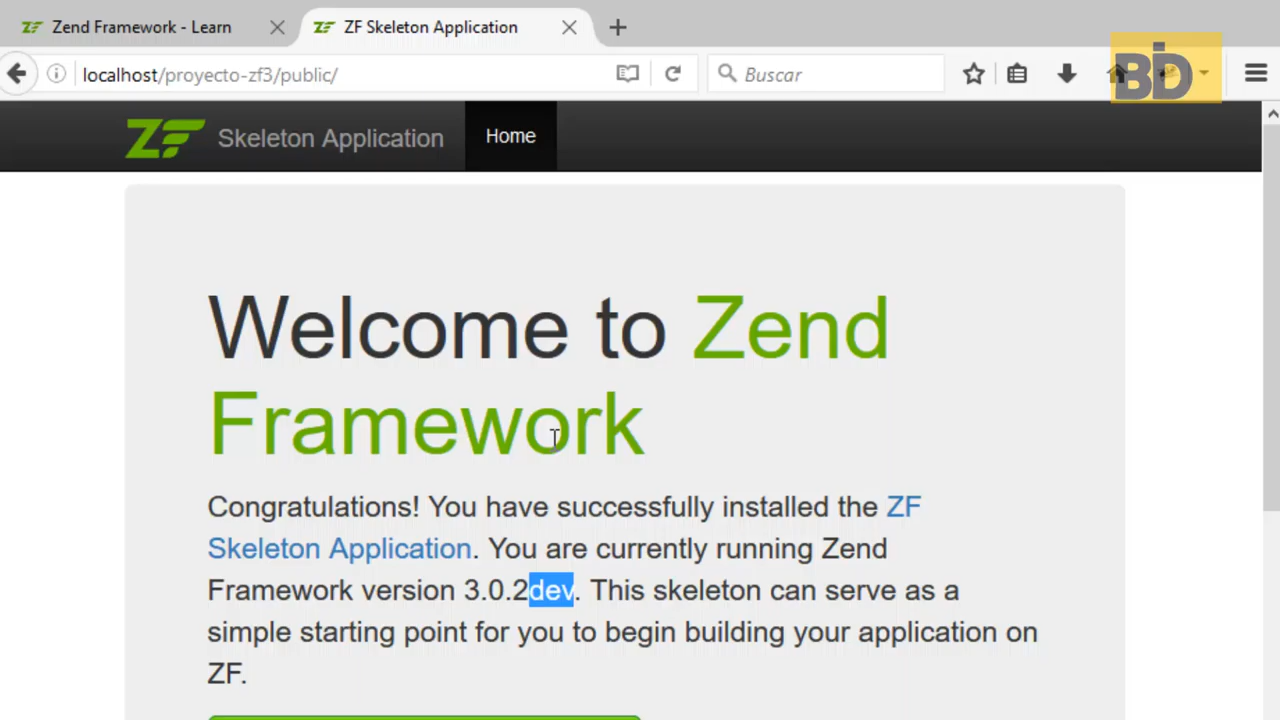 Zend Framework - Learn
ZF Skeleton Application
localhost/proyecto-zf3/public/
Buscar
BD
ZF Skeleton Application
Home
Welcome to Zend
Framework
Congratulations! You have successfully installed the ZF
Skeleton Application. You are currently running Zend
Framework version 3.0.2dev. This skeleton can serve as a
simple starting point for you to begin building your application on
ZF.